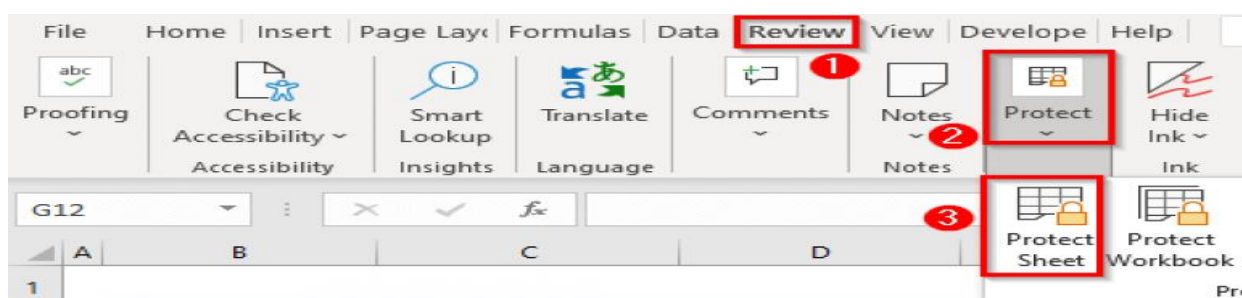 File Home Insert Page Layo Formulas Data Review View Develope Help
1
abc
Proofing
Check
Accessibility
Smart
Lookup
a あ
Translate
Comments
Notes
2
Protect
Hide
Ink
Accessibility Insights Language Notes Ink
G12 fx
3
Protect
Sheet
Protect
Workbook
A B C D
1 Pr